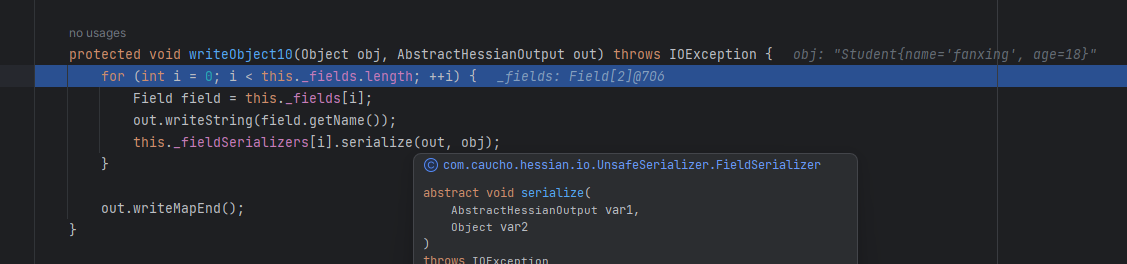 no usages
protected void writeObject10(Object obj, AbstractHessianOutput out) throws IOException {   obj: "Student{name='fanxing', age=18}"
for (int i = 0; i < this._fields.length; ++i) {   _fields: Field[2]@706
Field field = this._fields[i];
out.writeString(field.getName());
this._fieldSerializers[i].serialize(out, obj);
}
out.writeMapEnd();
}
com.caucho.hessian.io.UnsafeSerializer.FieldSerializer
abstract void serialize(
AbstractHessianOutput var1,
Object var2
)
throws IOException